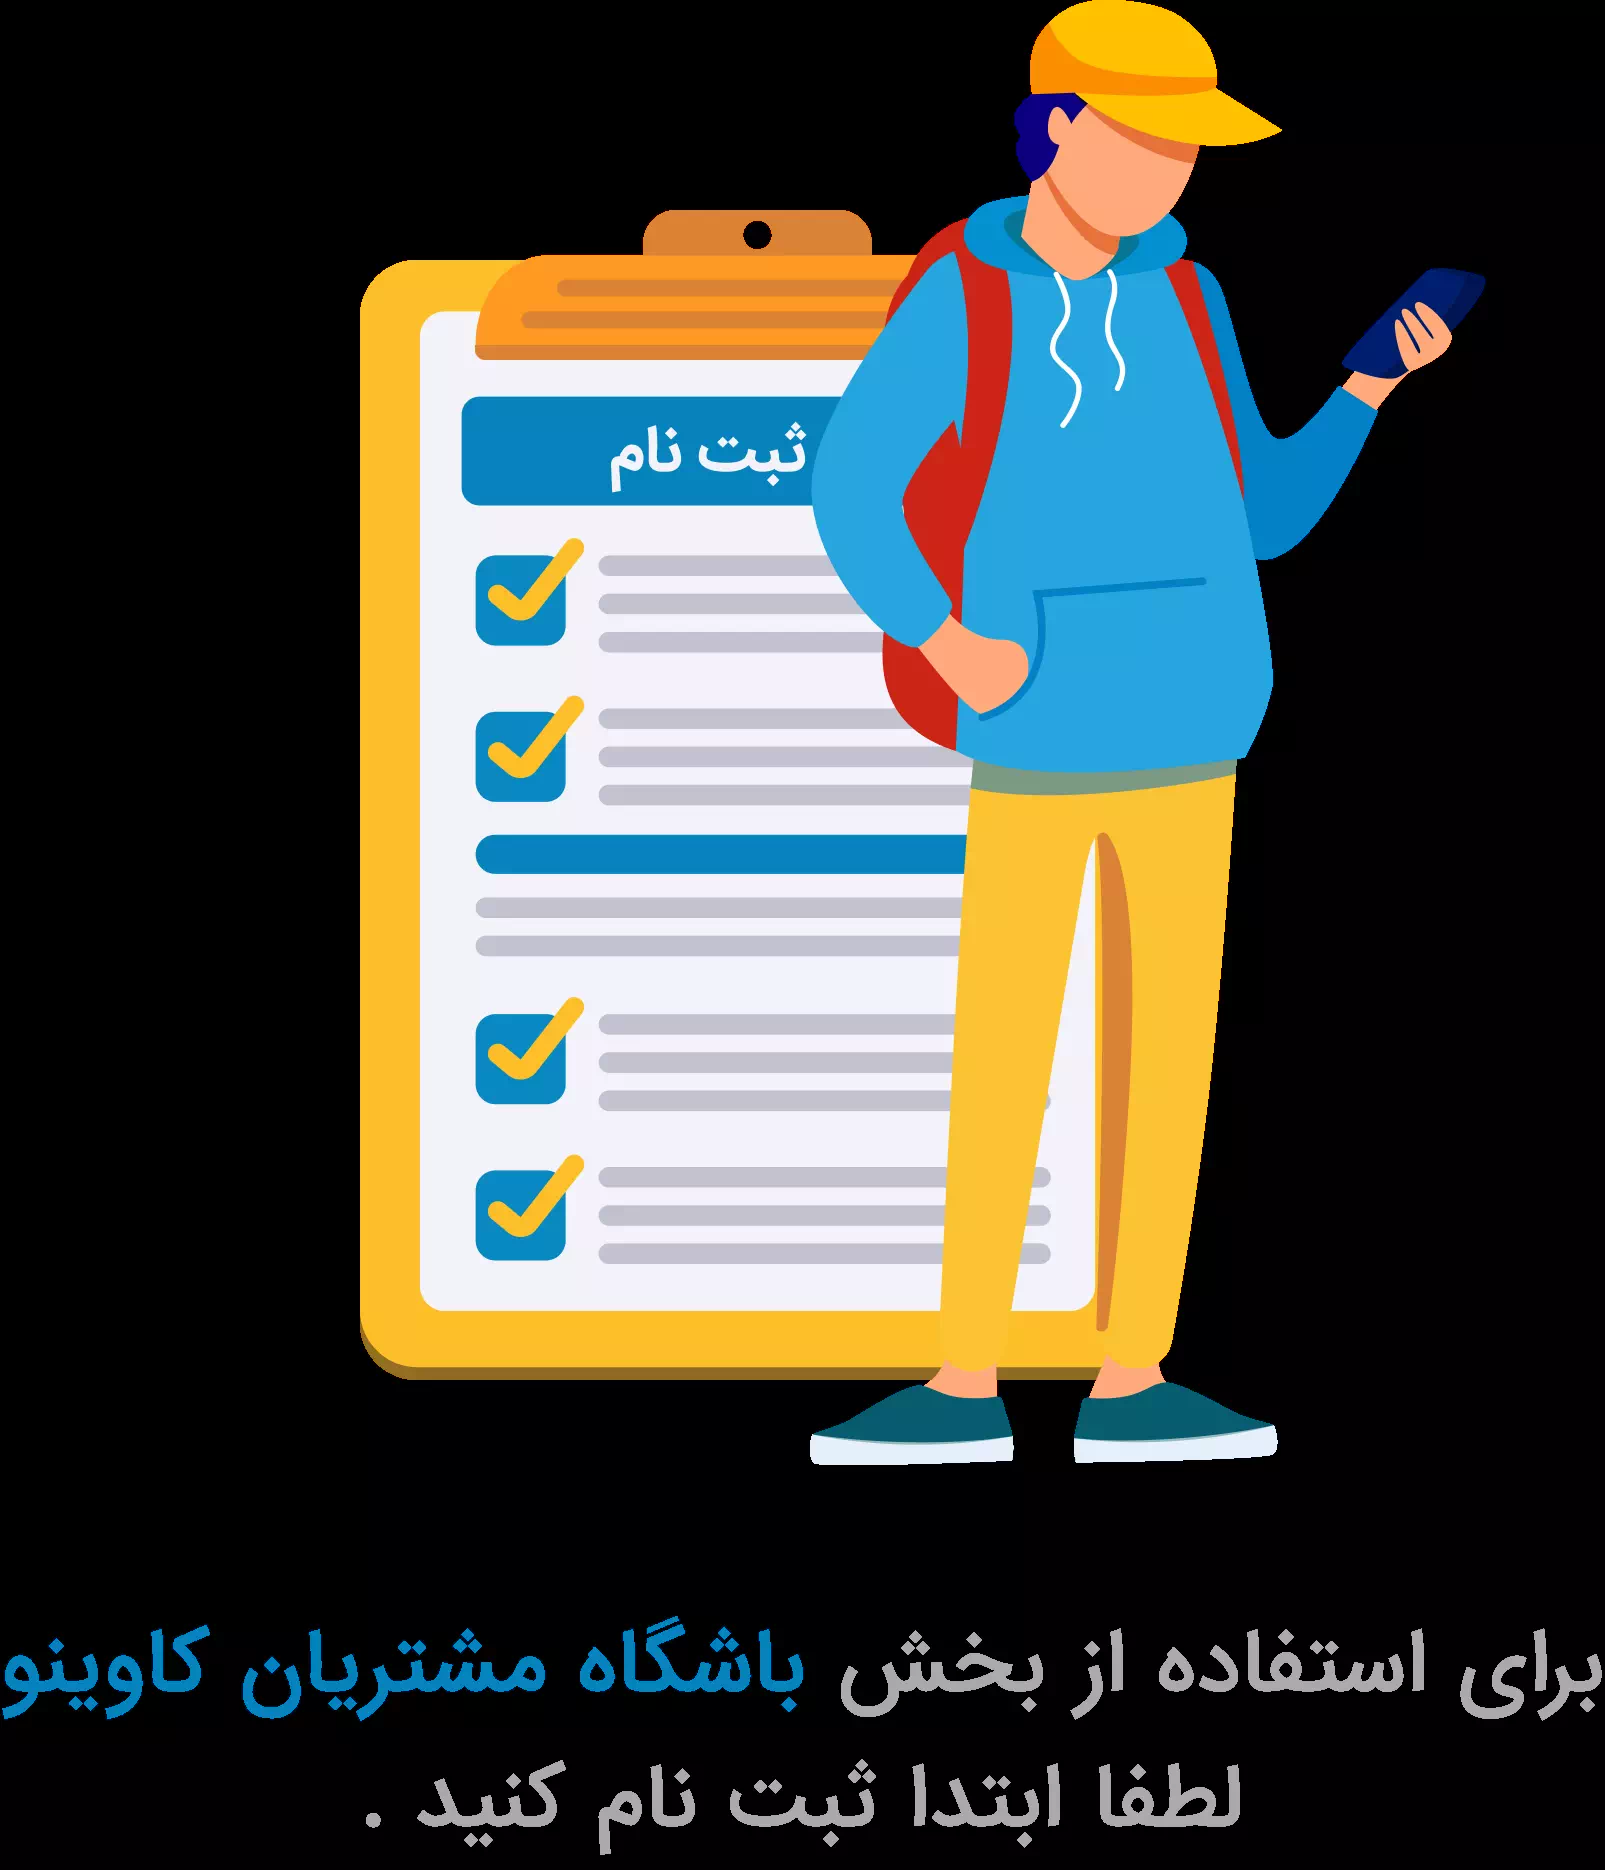 ثبت نام
برای استفاده از بخش باشگاه مشتریان کاوینو
لطفا ابتدا ثبت نام کنید .